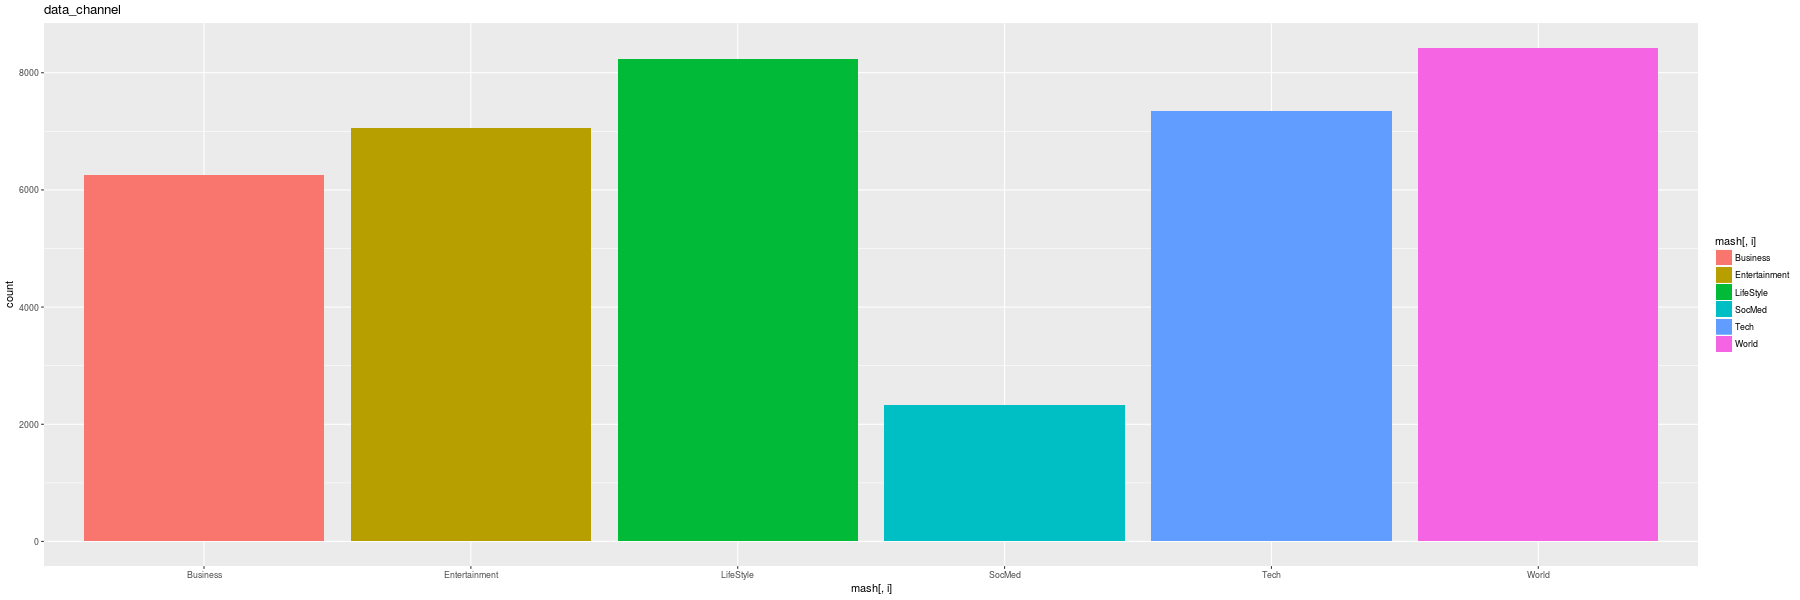 data_channel
count
8000
6000
4000
2000
0
Business Entertainment LifeStyle SocMed Tech World
mash[, i]
mash[, i]
Business
Entertainment
LifeStyle
SocMed
Tech
World